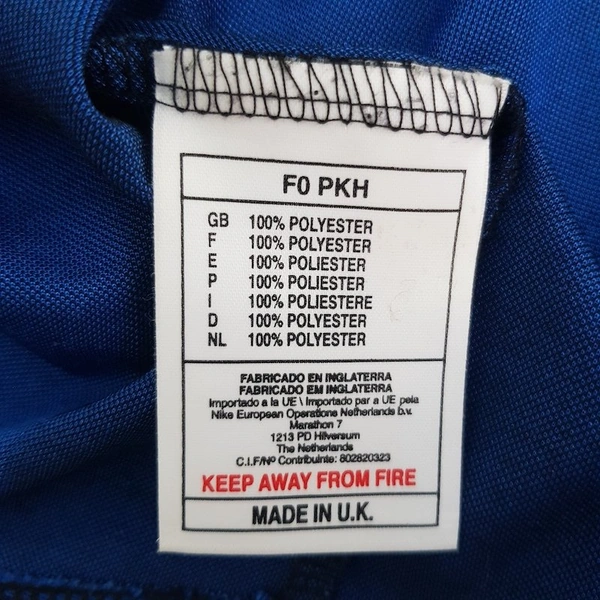 F0 PKH
GB 100% POLYESTER
F 100% POLYESTER
E 100% POLIESTER
P 100% POLIESTER
I 100% POLIESTERE
D 100% POLYESTER
NL 100% POLYESTER
FABRICADO EN INGLATERRA
FABRICADO EM INGLATERRA
Importado a la UE \ Importado par a UE pela
Nike European Operations Netherlands b.v.
Marathon 7
1213 PD Hilversum
The Netherlands
C.I.F/Nº Contribuinte: 802820323
KEEP AWAY FROM FIRE
MADE IN U.K.